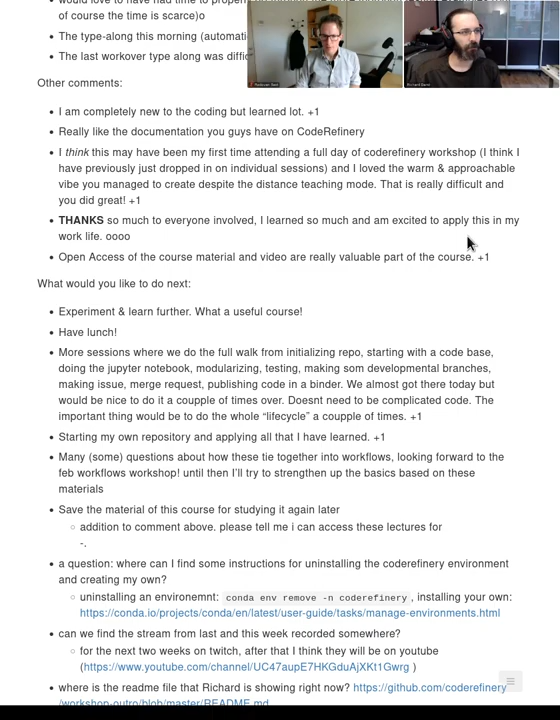 would love to have had time to proper
of course the time is scarce)o
The type-along this morning (automati
The last workover type along was diffic
Other comments:
I am completely new to the coding but learned lot. +1
Really like the documentation you guys have on CodeRefinery
I think this may have been my first time attending a full day of coderefinery workshop (I think I
have previously just dropped in on individual sessions) and I loved the warm & approachable
vibe you managed to create despite the distance teaching mode. That is really difficult and
you did great! +1
THANKS so much to everyone involved, I learned so much and am excited to apply this in my
work life. oooo
Open Access of the course material and video are really valuable part of the course. +1
What would you like to do next:
Experiment & learn further. What a useful course!
Have lunch!
More sessions where we do the full walk from initializing repo, starting with a code base,
doing the jupyter notebook, modularizing, testing, making som developmental branches,
making issue, merge request, publishing code in a binder. We almost got there today but
would be nice to do it a coupple of times over. Doesnt need to be complicated code. The
important thing would be to do the whole “lifecycle” a coupple of times. +1
Starting my own repository and applying all that I have learned. +1
Many (some) questions about how these tie together into workflows, looking forward to the
feb workflows workshop! until then I’ll try to strengthen up the basics based on these
materials
Save the material of this course for studying it again later
addition to comment above. please tell me i can access these lectures for
-.
a question: where can I find some instructions for uninstalling the coderefinery environment
and creating my own?
uninstalling an environemnt: conda env remove -n coderefinery , installing your own:
https://conda.io/projects/conda/en/latest/user-guide/tasks/manage-environments.html
can we find the stream from last and this week recorded somewhere?
for the next two weeks on twitch, after that I think they will be on youtube
(https://www.youtube.com/channel/UC47aupE7HKGduAjXKt1Gwrg )
where is the readme file that Richard is showing right now? https://github.com/coderefinery
/workshop-outro/blob/master/README.md